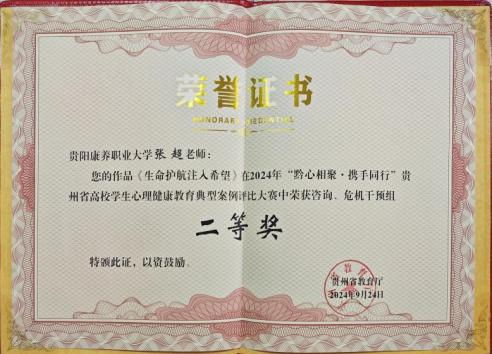 荣誉证书
HONORARY CREDENTIAL
贵阳康养职业大学张超老师：
您的作品《生命护航注入希望》在2024年“黔心相聚·携手同行”贵
州省高校学生心理健康教育典型案例评比大赛中荣获咨询、危机干预组
二等奖
特颁此证，以资鼓励。
贵州省教育厅
2024年9月24日